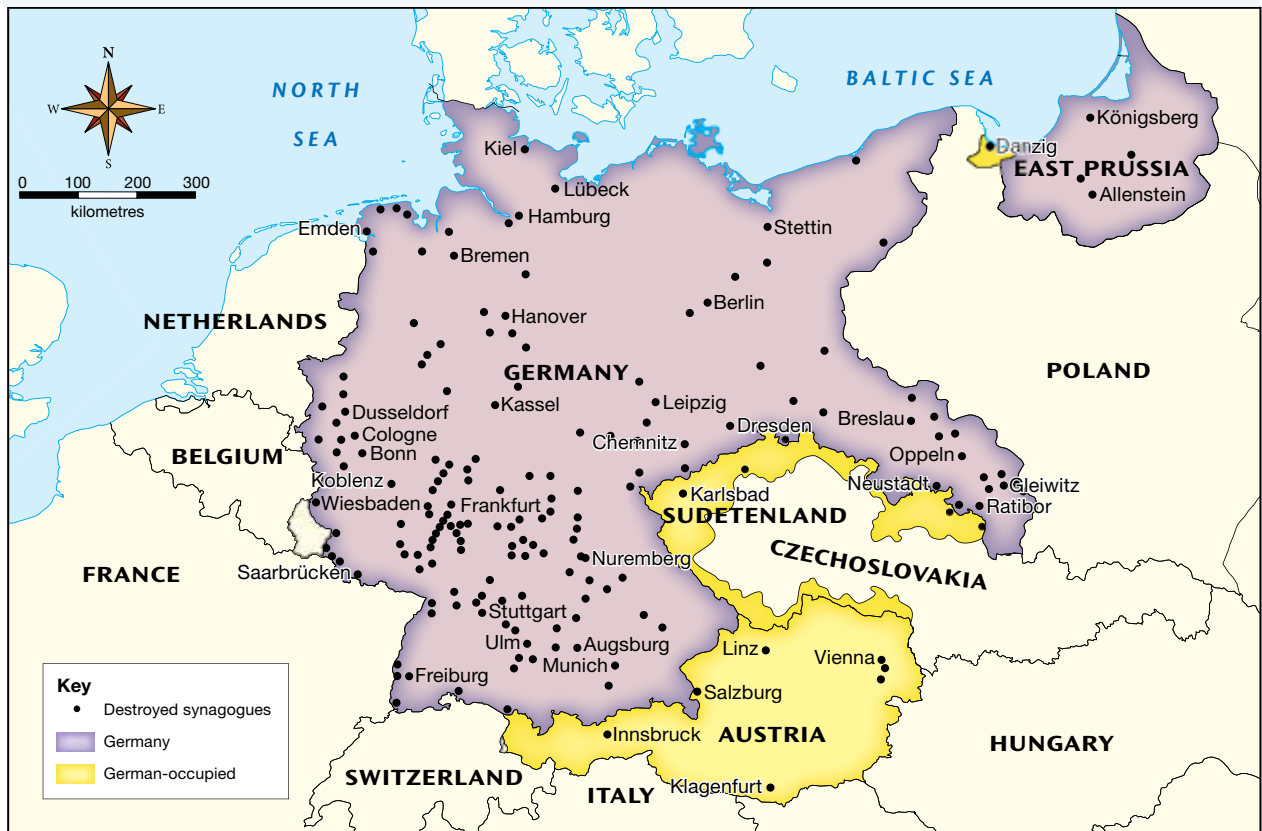 N
W
E
S
0 100 200 300
kilometres
NORTH
SEA
BALTIC SEA
Königsberg
Danzig
EAST PRUSSIA
Allenstein
Kiel
Lübeck
Hamburg
Emden
Bremen
Stettin
Berlin
Hanover
NETHERLANDS
GERMANY
POLAND
Kassel
Leipzig
Dusseldorf
Cologne
Bonn
BELGIUM
Breslau
Dresden
Chemnitz
Oppeln
Koblenz
Wiesbaden
Frankfurt
Karlsbad
Neustadt
Gleiwitz
Ratibor
SUDETENLAND
CZECHOSLOVAKIA
Nuremberg
FRANCE
Saarbrücken
Stuttgart
Ulm
Augsburg
Munich
Linz
Vienna
Freiburg
Salzburg
Innsbruck
AUSTRIA
HUNGARY
SWITZERLAND
ITALY
Klagenfurt
Key
Destroyed synagogues
Germany
German-occupied